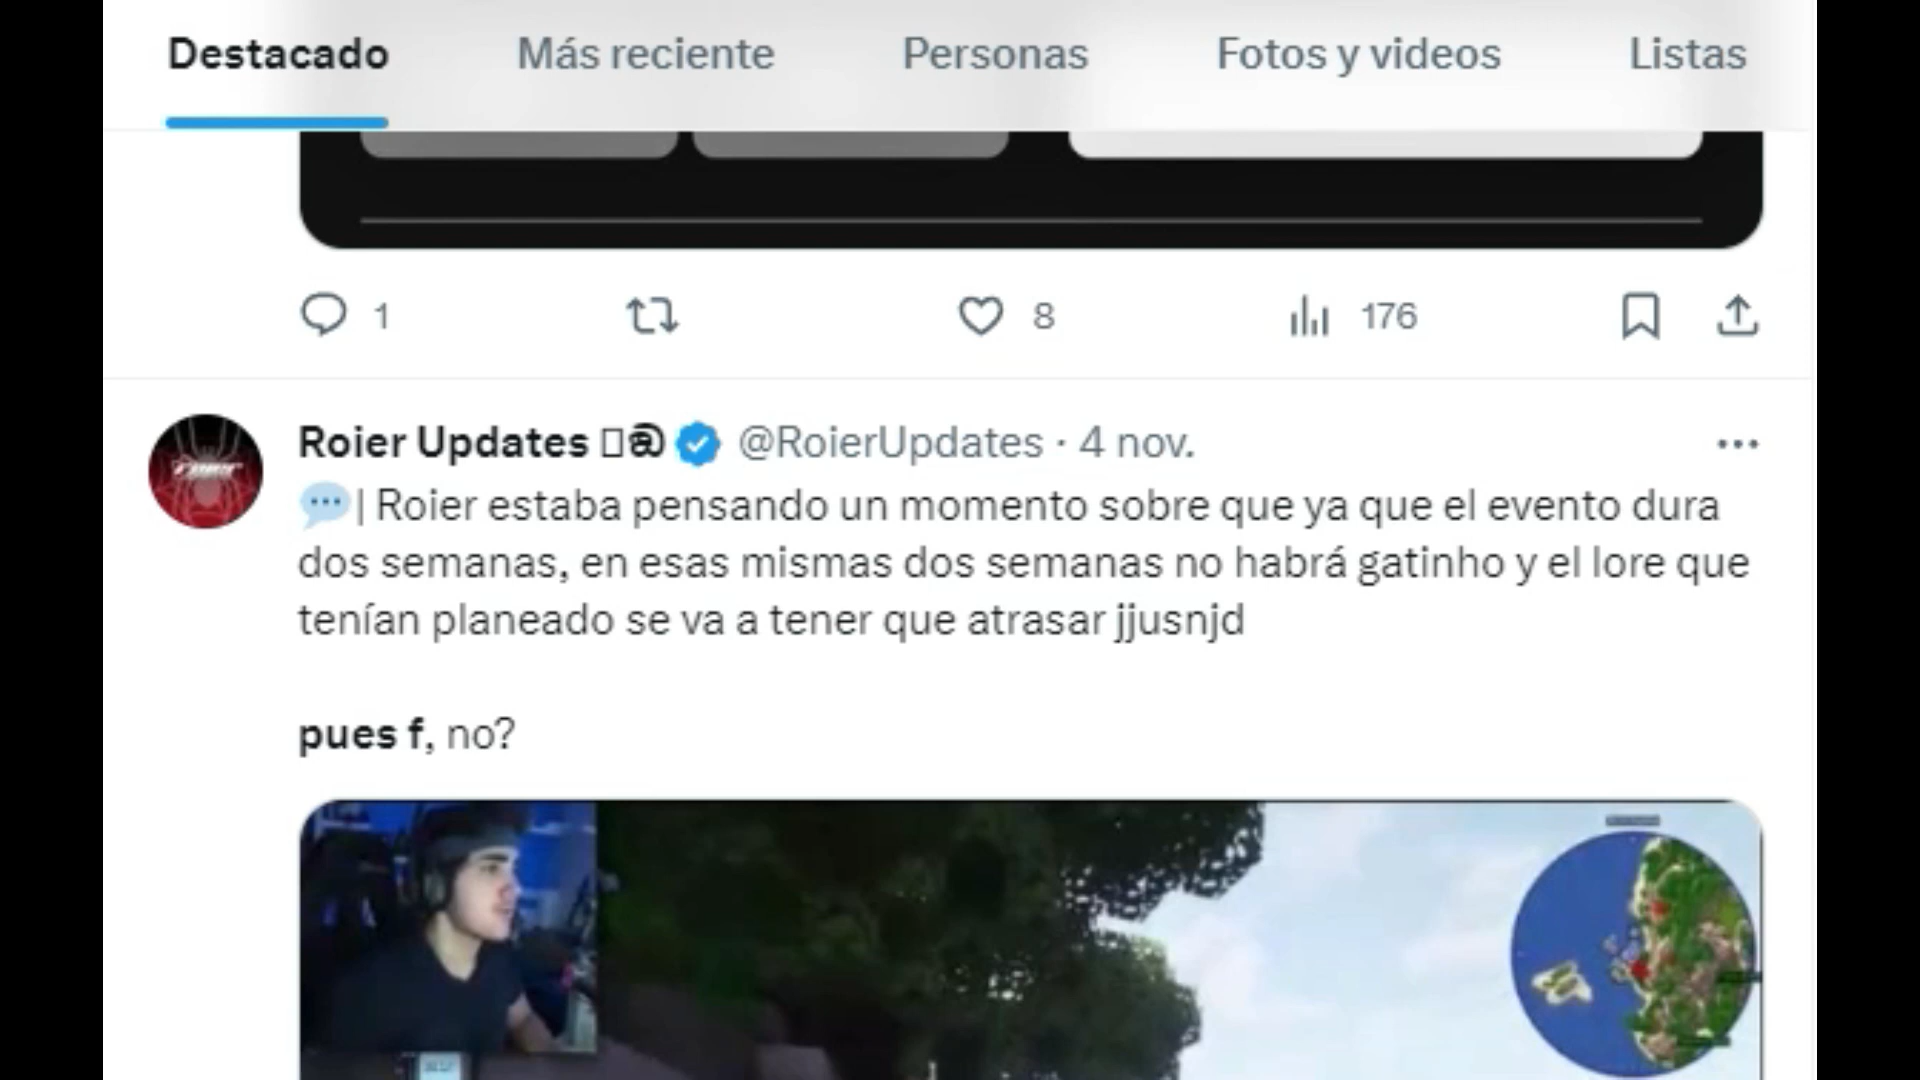 Destacado Más reciente Personas Fotos y videos Listas
1 8 176
Roier Updates @RoierUpdates · 4 nov.
| Roier estaba pensando un momento sobre que ya que el evento dura
dos semanas, en esas mismas dos semanas no habrá gatinho y el lore que
tenían planeado se va a tener que atrasar jjusnjd
pues f, no?